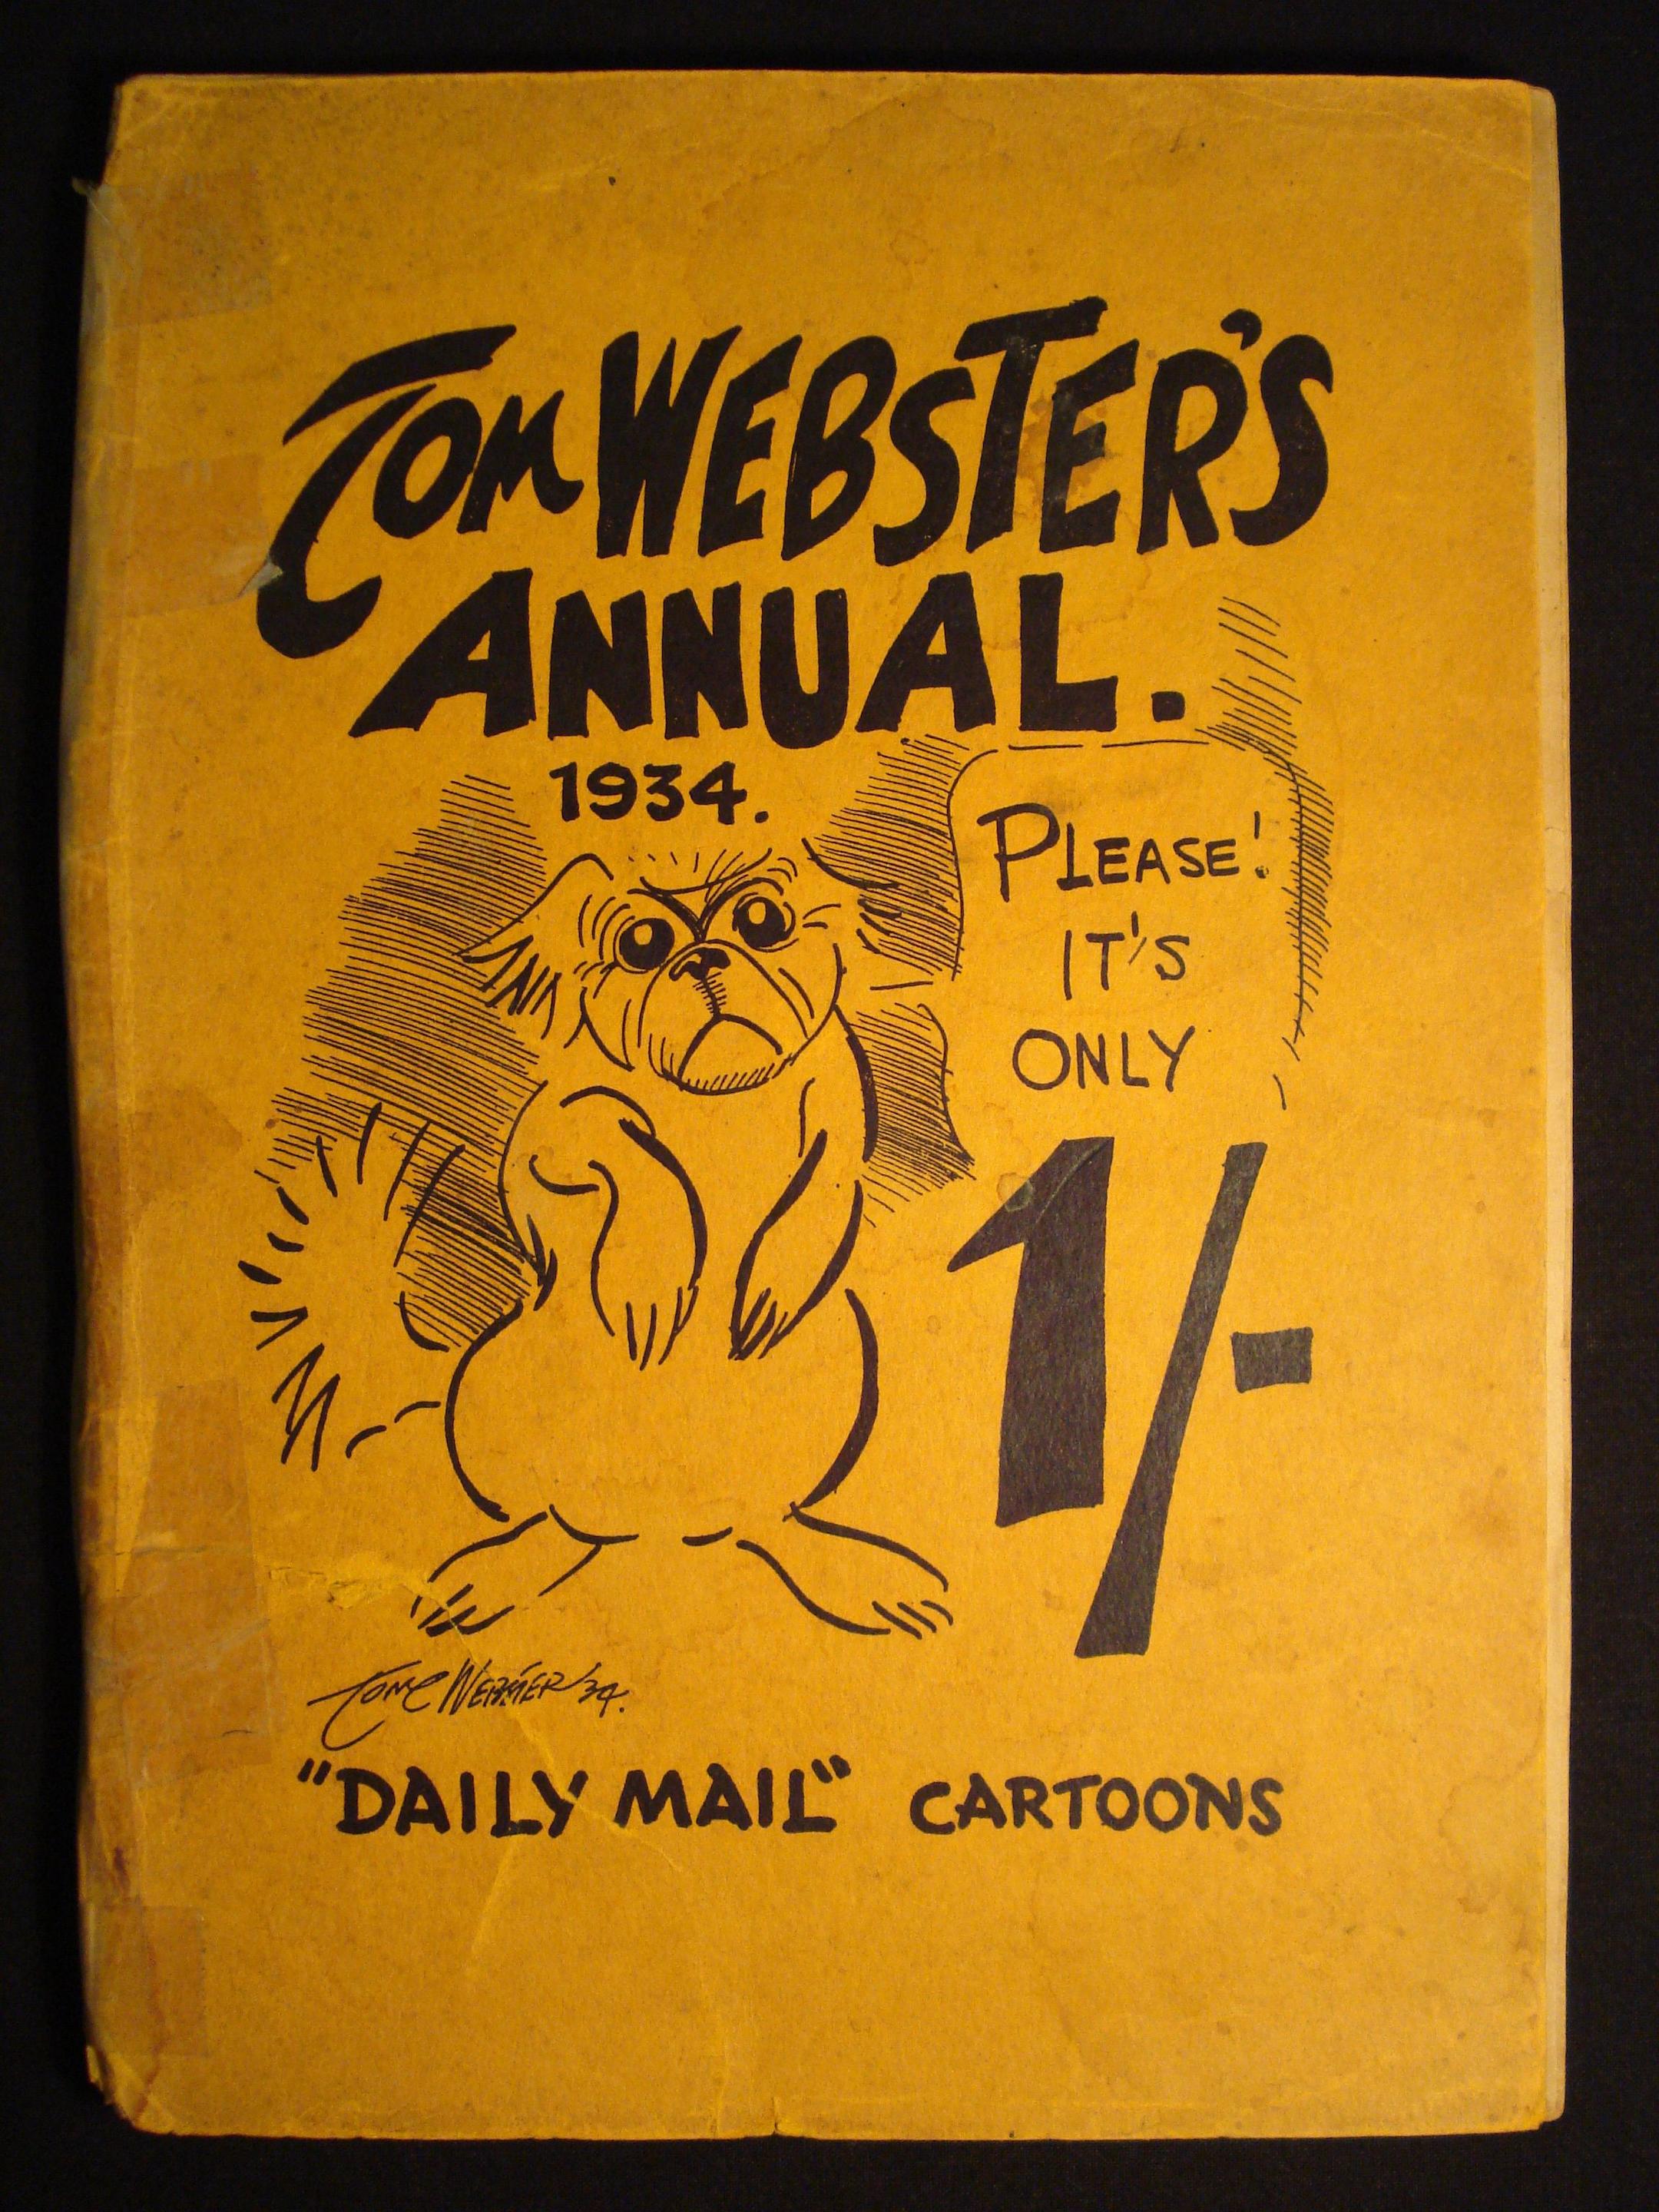 Tom WEBSTER'S
ANNUAL.
1934.
PLEASE!
IT'S
ONLY
1/-
TOM WEBSTER '34.
"DAILY MAIL" CARTOONS